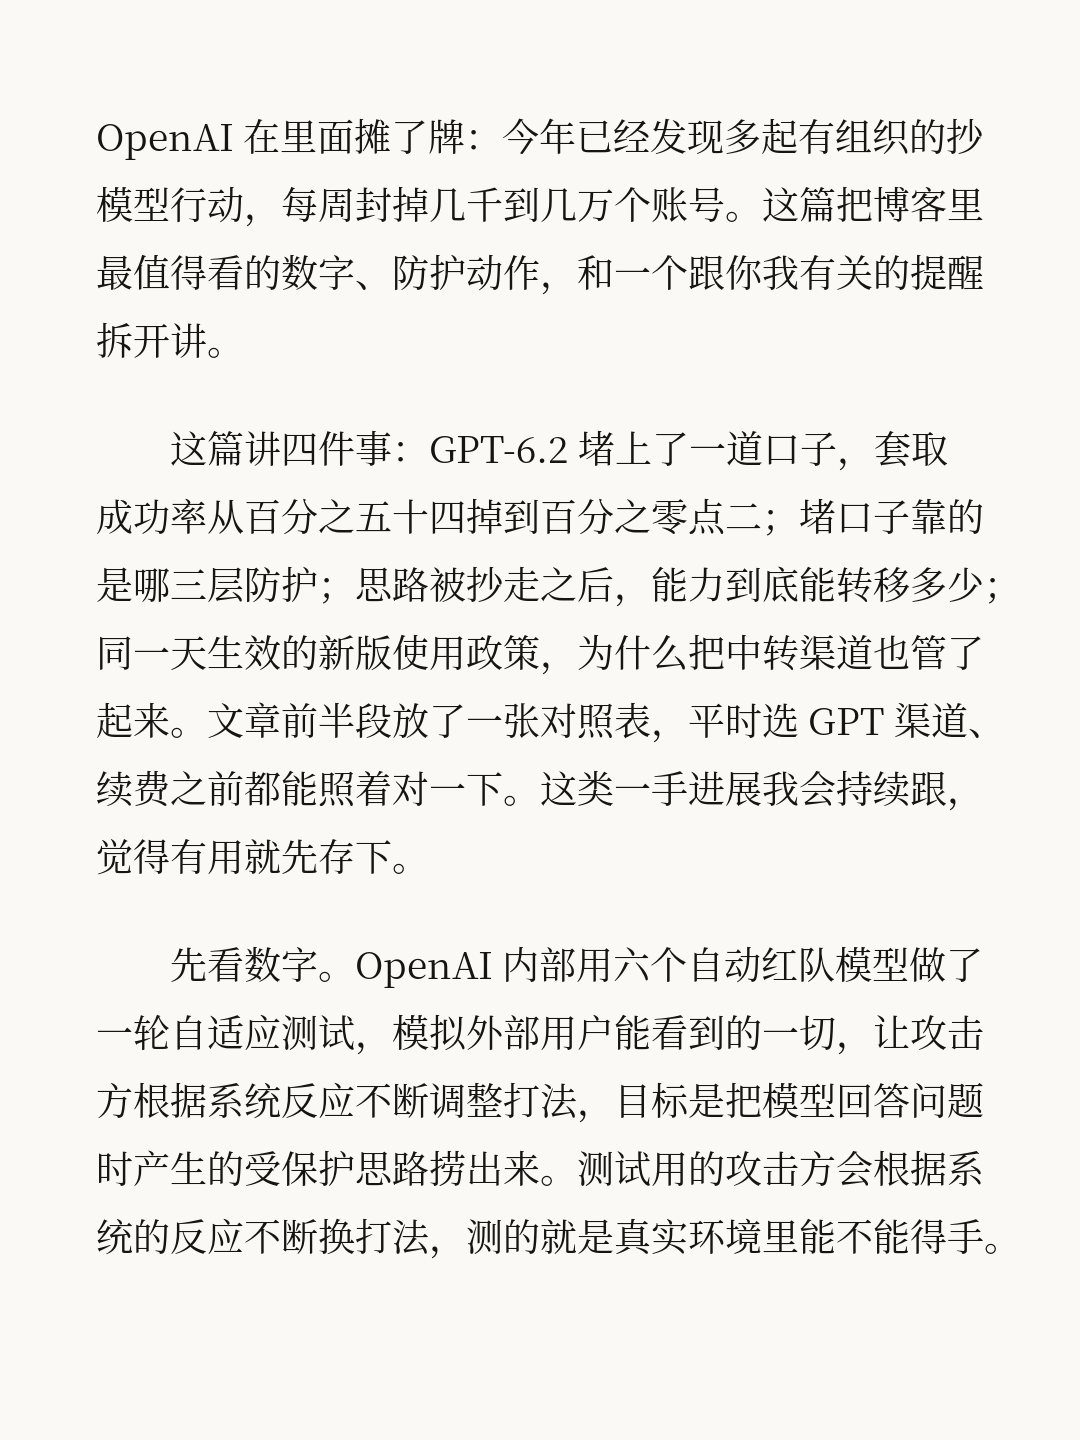 OpenAI 在里面摊了牌：今年已经发现多起有组织的抄
模型行动，每周封掉几千到几万个账号。这篇把博客里
最值得看的数字、防护动作，和一个跟你我有关的提醒
拆开讲。
这篇讲四件事：GPT-6.2 堵上了一道口子，套取
成功率从百分之五十四掉到百分之零点二；堵口子靠的
是哪三层防护；思路被抄走之后，能力到底能转移多少；
同一天生效的新版使用政策，为什么把中转渠道也管了
起来。文章前半段放了一张对照表，平时选 GPT 渠道、
续费之前都能照着对一下。这类一手进展我会持续跟，
觉得有用就先存下。
先看数字。OpenAI 内部用六个自动红队模型做了
一轮自适应测试，模拟外部用户能看到的一切，让攻击
方根据系统反应不断调整打法，目标是把模型回答问题
时产生的受保护思路捞出来。测试用的攻击方会根据系
统的反应不断换打法，测的就是真实环境里能不能得手。